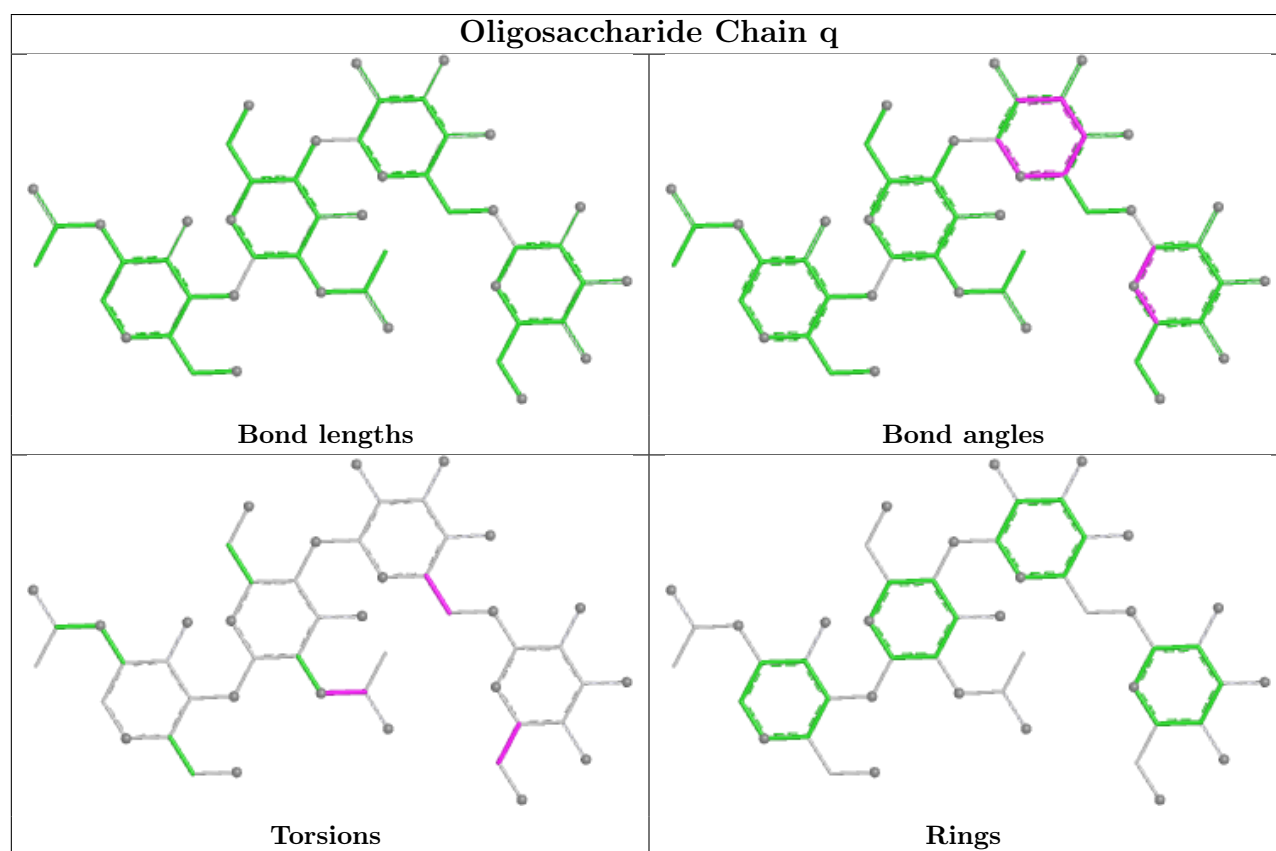 Oligosaccharide Chain q
Bond lengths
Bond angles
Torsions
Rings